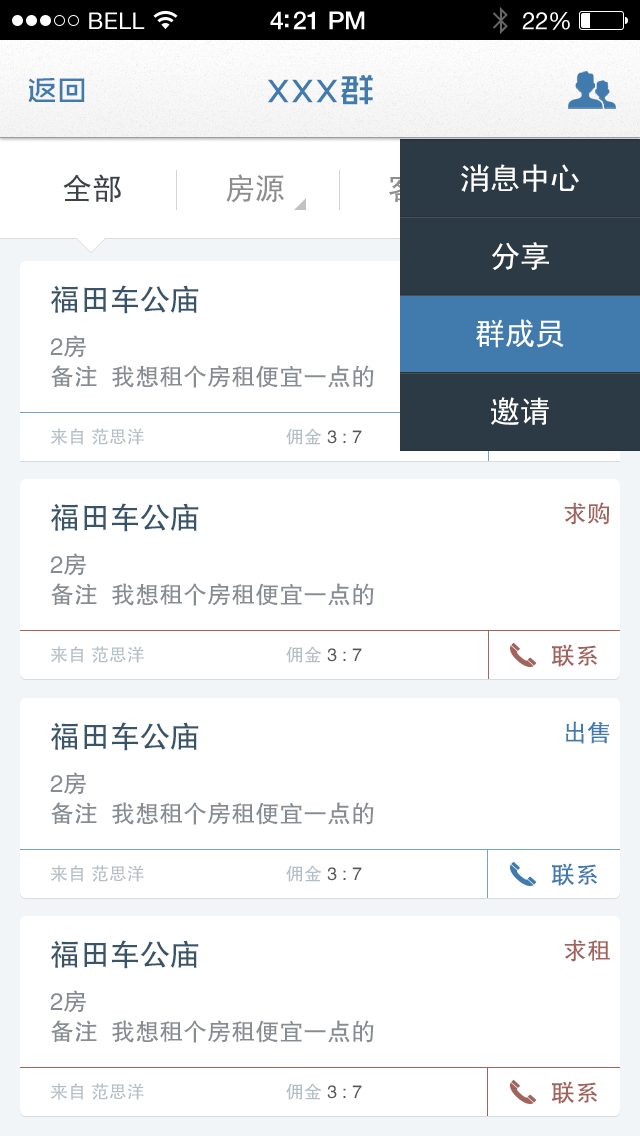 BELL 4:21 PM 22%
返回 XXX群
全部 房源
消息中心
分享
群成员
邀请
福田车公庙
2房
备注 我想租个房租便宜一点的
来自 范思洋 佣金 3 : 7
福田车公庙 求购
2房
备注 我想租个房租便宜一点的
来自 范思洋 佣金 3 : 7 联系
福田车公庙 出售
2房
备注 我想租个房租便宜一点的
来自 范思洋 佣金 3 : 7 联系
福田车公庙 求租
2房
备注 我想租个房租便宜一点的
来自 范思洋 佣金 3 : 7 联系